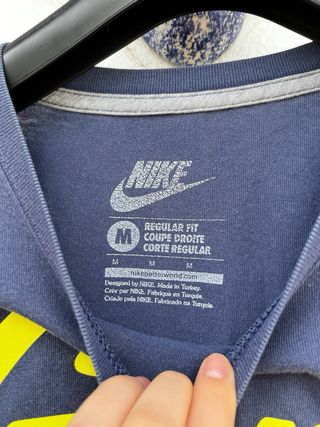 NIKE
M
REGULAR FIT
COUPE DROITE
CORTE REGULAR
M M M
nikebetterworld.com
Designed by NIKE. Made in Turkey.
Crée par NIKE. Fabriqué en Turquie.
Criado pela NIKE. Fabricado na Turquia.